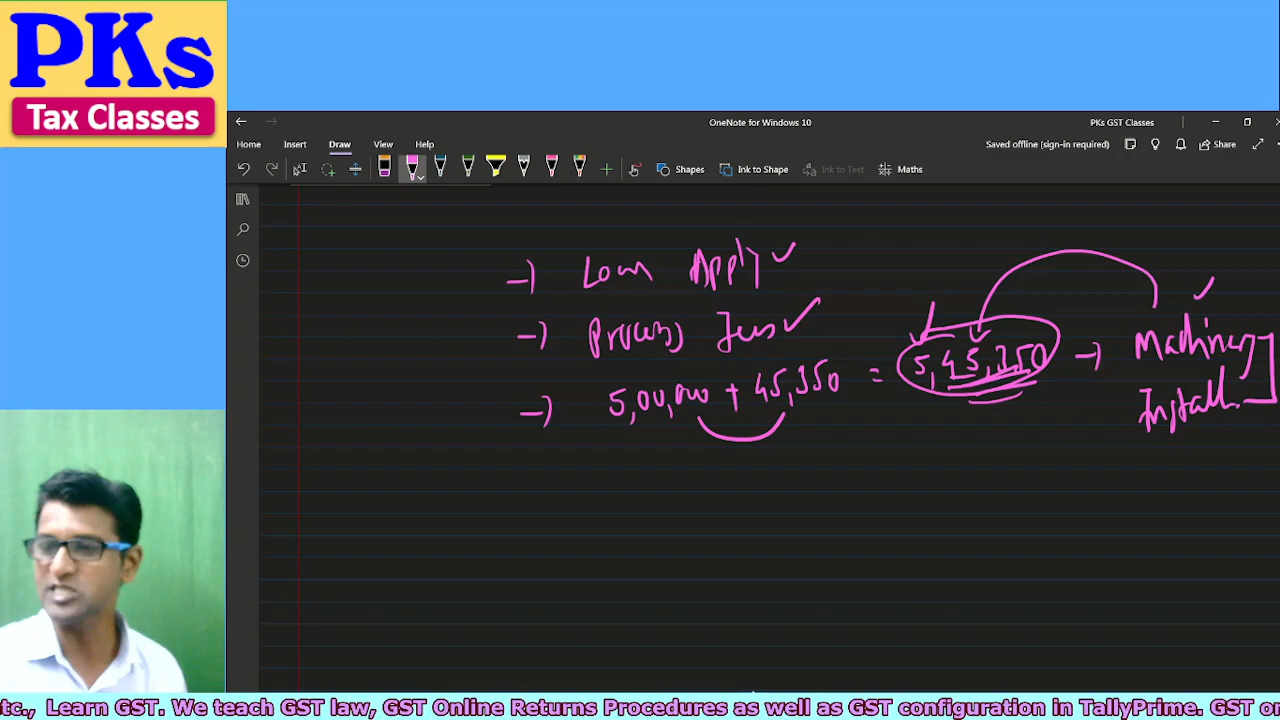 PKs
Tax Classes
OneNote for Windows 10
PKs GST Classes
Home Insert Draw View Help
Saved offline (sign-in required)
Share
Shapes
Ink to Shape
Ink to Text
Maths
→ Loan Apply ✓
→ Process Fees ✓
→ 5,00,000 + 45,350 = 5,45,350 → Machinery
Install.
etc., Learn GST. We teach GST law, GST Online Returns Procedures as well as GST configuration in TallyPrime. GST or